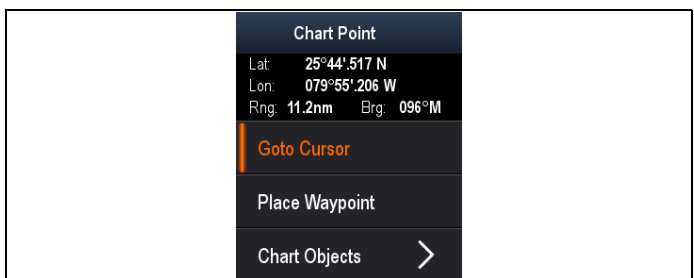 Chart Point
Lat: 25°44'.517 N
Lon: 079°55'.206 W
Rng: 11.2nm Brg: 096°M
Goto Cursor
Place Waypoint
Chart Objects